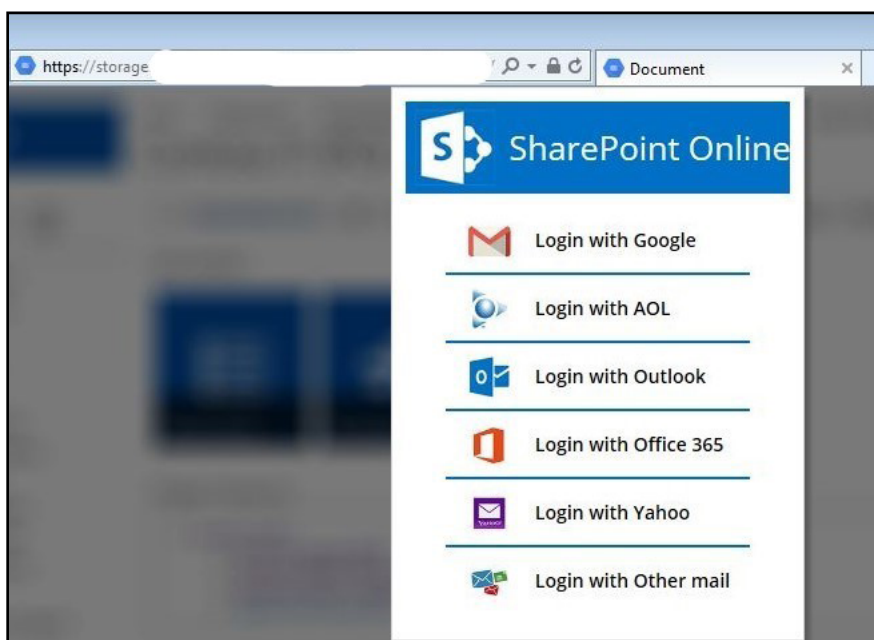 https://storage
Document
S
SharePoint Online
Login with Google
Login with AOL
Login with Outlook
Login with Office 365
Login with Yahoo
Login with Other mail